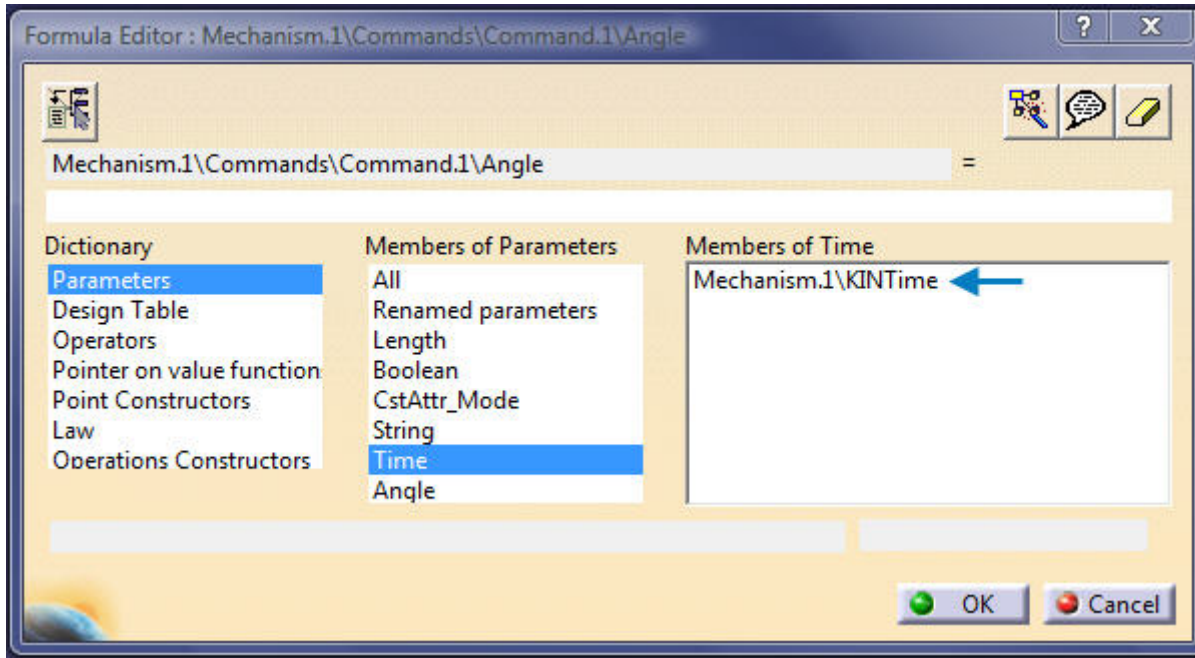 Formula Editor : Mechanism.1\Commands\Command.1\Angle
? X
Mechanism.1\Commands\Command.1\Angle =
Dictionary
Parameters
Design Table
Operators
Pointer on value function
Point Constructors
Law
Operations Constructors
Members of Parameters
All
Renamed parameters
Length
Boolean
CstAttr_Mode
String
Time
Angle
Members of Time
Mechanism.1\KINTime
OK
Cancel